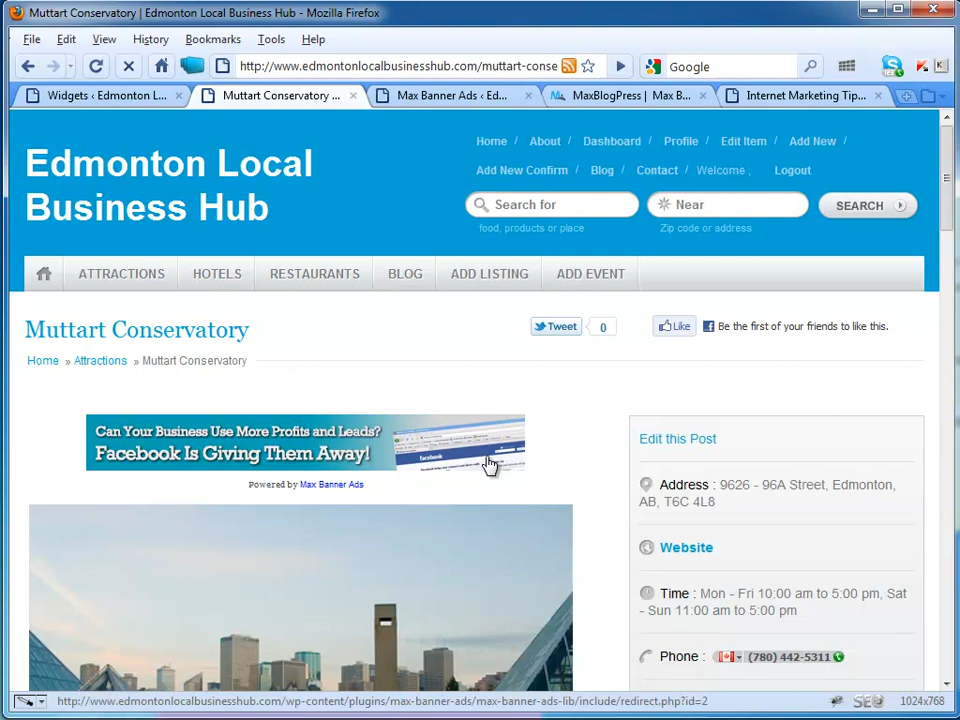 Muttart Conservatory | Edmonton Local Business Hub - Mozilla Firefox
File Edit View History Bookmarks Tools Help
http://www.edmontonlocalbusinesshub.com/muttart-conse
Google
Widgets ‹ Edmonton L...
Muttart Conservatory ...
Max Banner Ads ‹ Ed...
MaxBlogPress | Max B...
Internet Marketing Tip...
Edmonton Local
Business Hub
Home / About / Dashboard / Profile / Edit Item / Add New /
Add New Confirm / Blog / Contact / Welcome , Logout
Search for
Near
SEARCH
food, products or place
Zip code or address
ATTRACTIONS HOTELS RESTAURANTS BLOG ADD LISTING ADD EVENT
Muttart Conservatory
Tweet 0
Like
Be the first of your friends to like this.
Home » Attractions » Muttart Conservatory
Can Your Business Use More Profits and Leads?
Facebook Is Giving Them Away!
facebook
Powered by Max Banner Ads
Edit this Post
Address : 9626 - 96A Street, Edmonton,
AB, T6C 4L8
Website
Time : Mon - Fri 10:00 am to 5:00 pm, Sat
- Sun 11:00 am to 5:00 pm
Phone : (780) 442-5311
http://www.edmontonlocalbusinesshub.com/wp-content/plugins/max-banner-ads/max-banner-ads-lib/include/redirect.php?id=2
SEO
1024x768